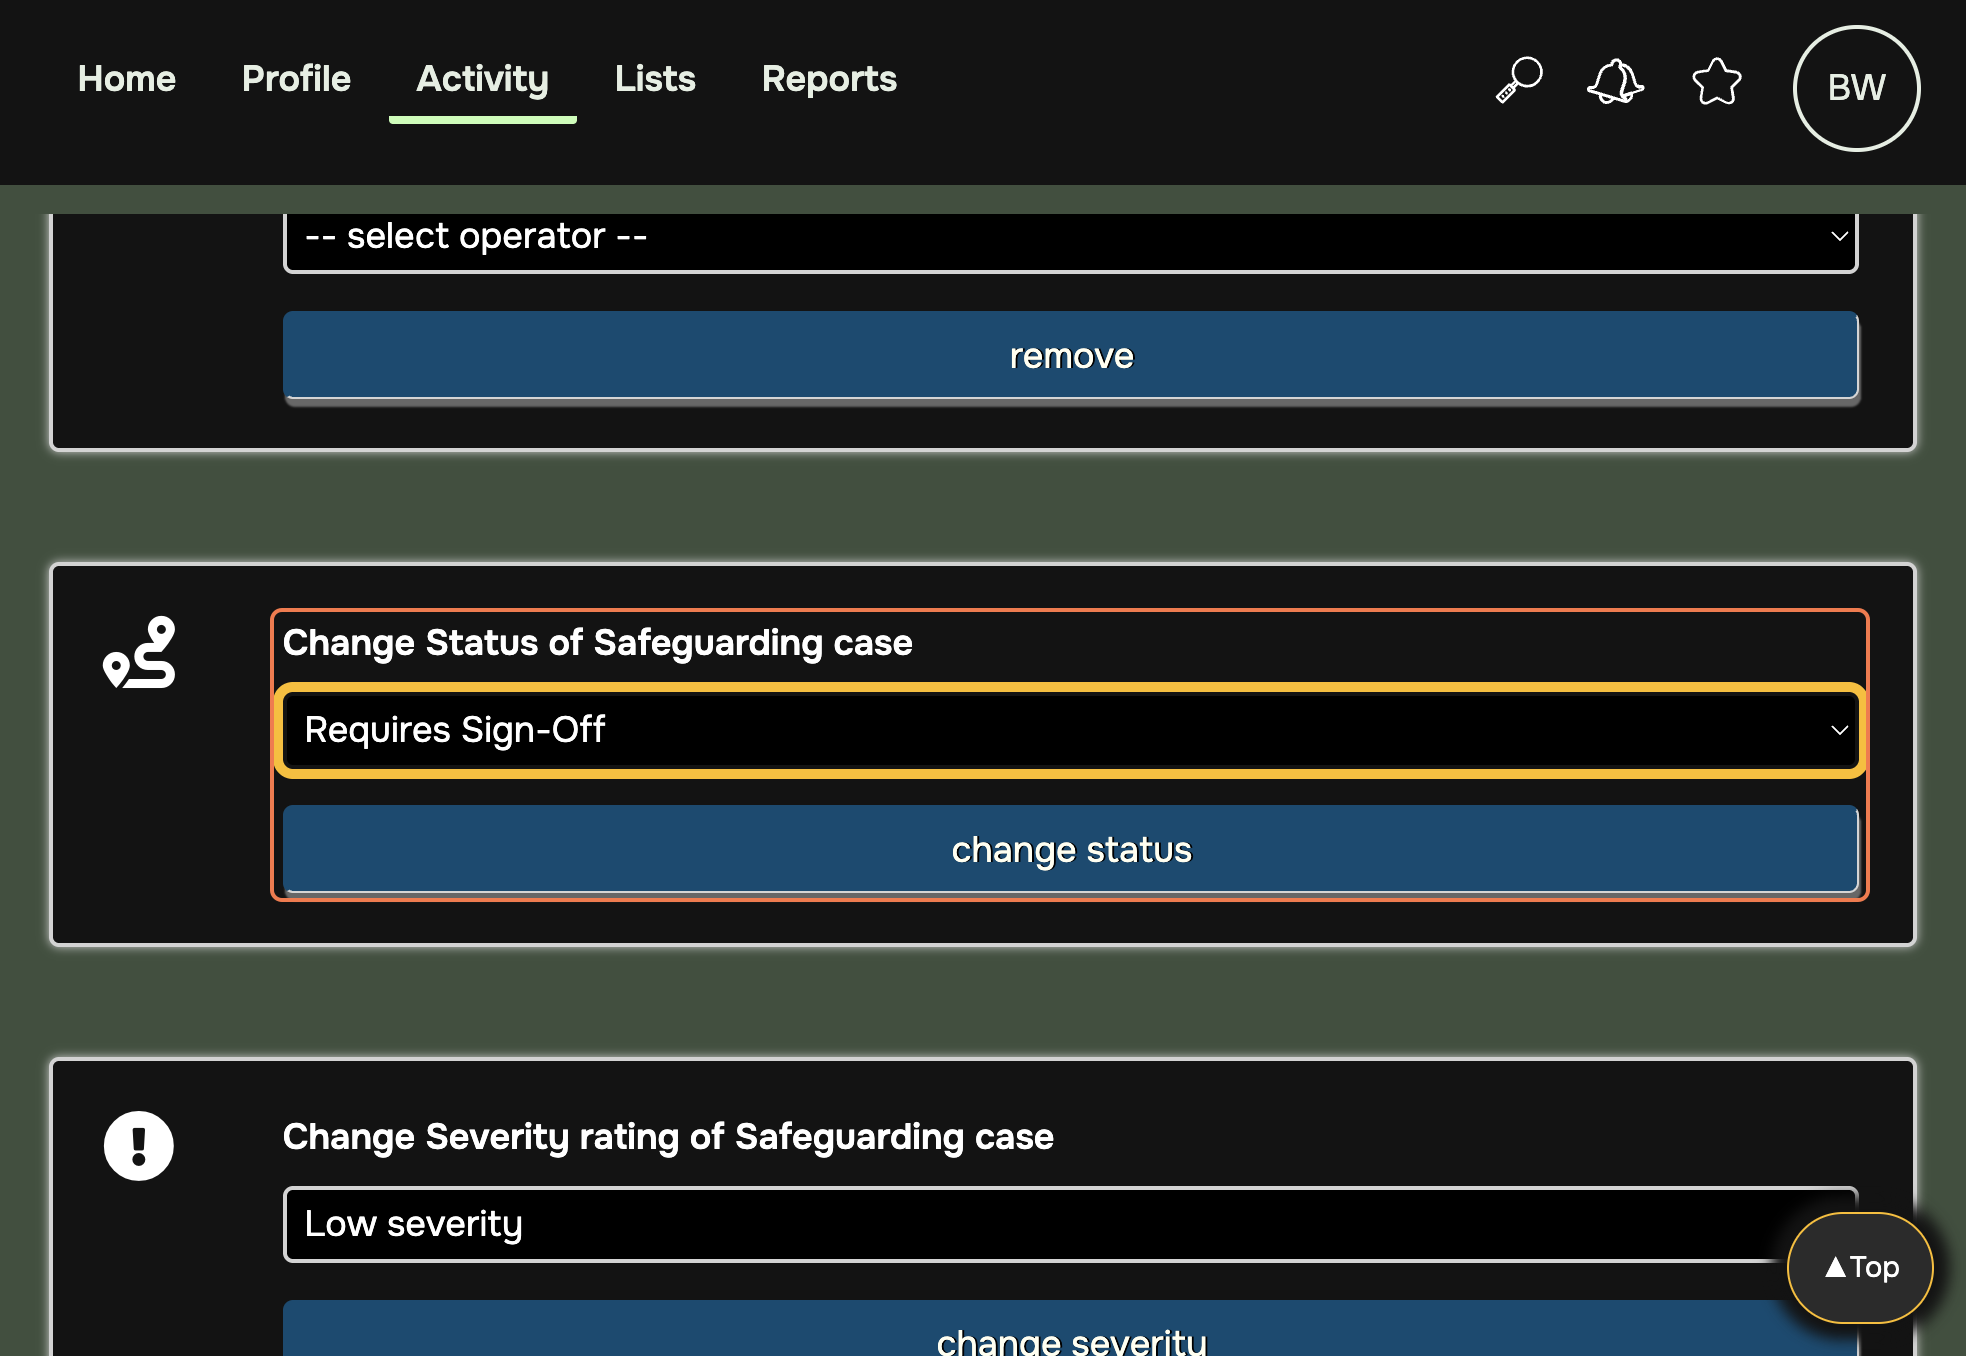 Home Profile Activity Lists Reports BW
-- select operator --
remove
Change Status of Safeguarding case
Requires Sign-Off
change status
Change Severity rating of Safeguarding case
Low severity
▲Top
change severity